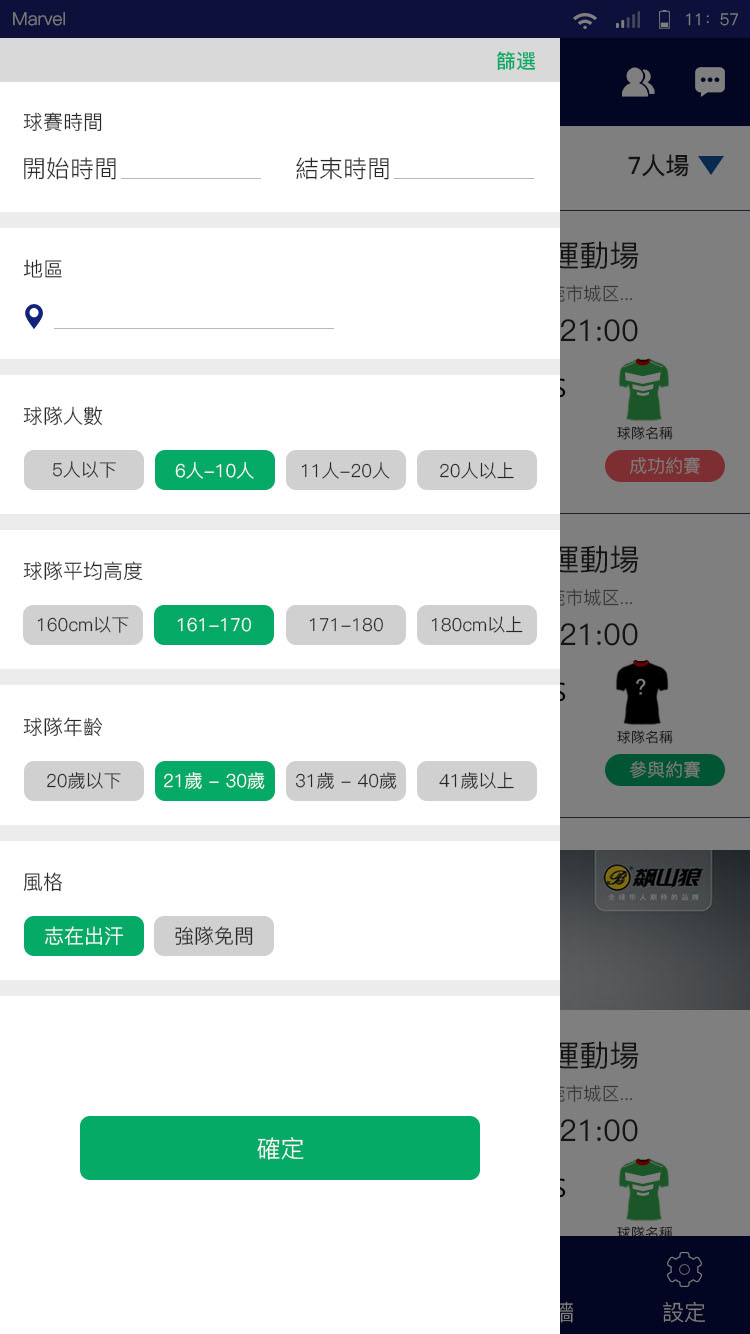 Marvel
11: 57
篩選
球賽時間
開始時間
結束時間
地區
球隊人數
5人以下
6人-10人
11人-20人
20人以上
球隊平均高度
160cm以下
161-170
171-180
180cm以上
球隊年齡
20歲以下
21歲 - 30歲
31歲 - 40歲
41歲以上
風格
志在出汗
強隊免問
確定
7人場
運動場
市城区...
21:00
S
球隊名稱
成功約賽
運動場
市城区...
21:00
S
?
球隊名稱
參與約賽
飆山狼
運動場
市城区...
21:00
S
球隊名稱
牆
設定